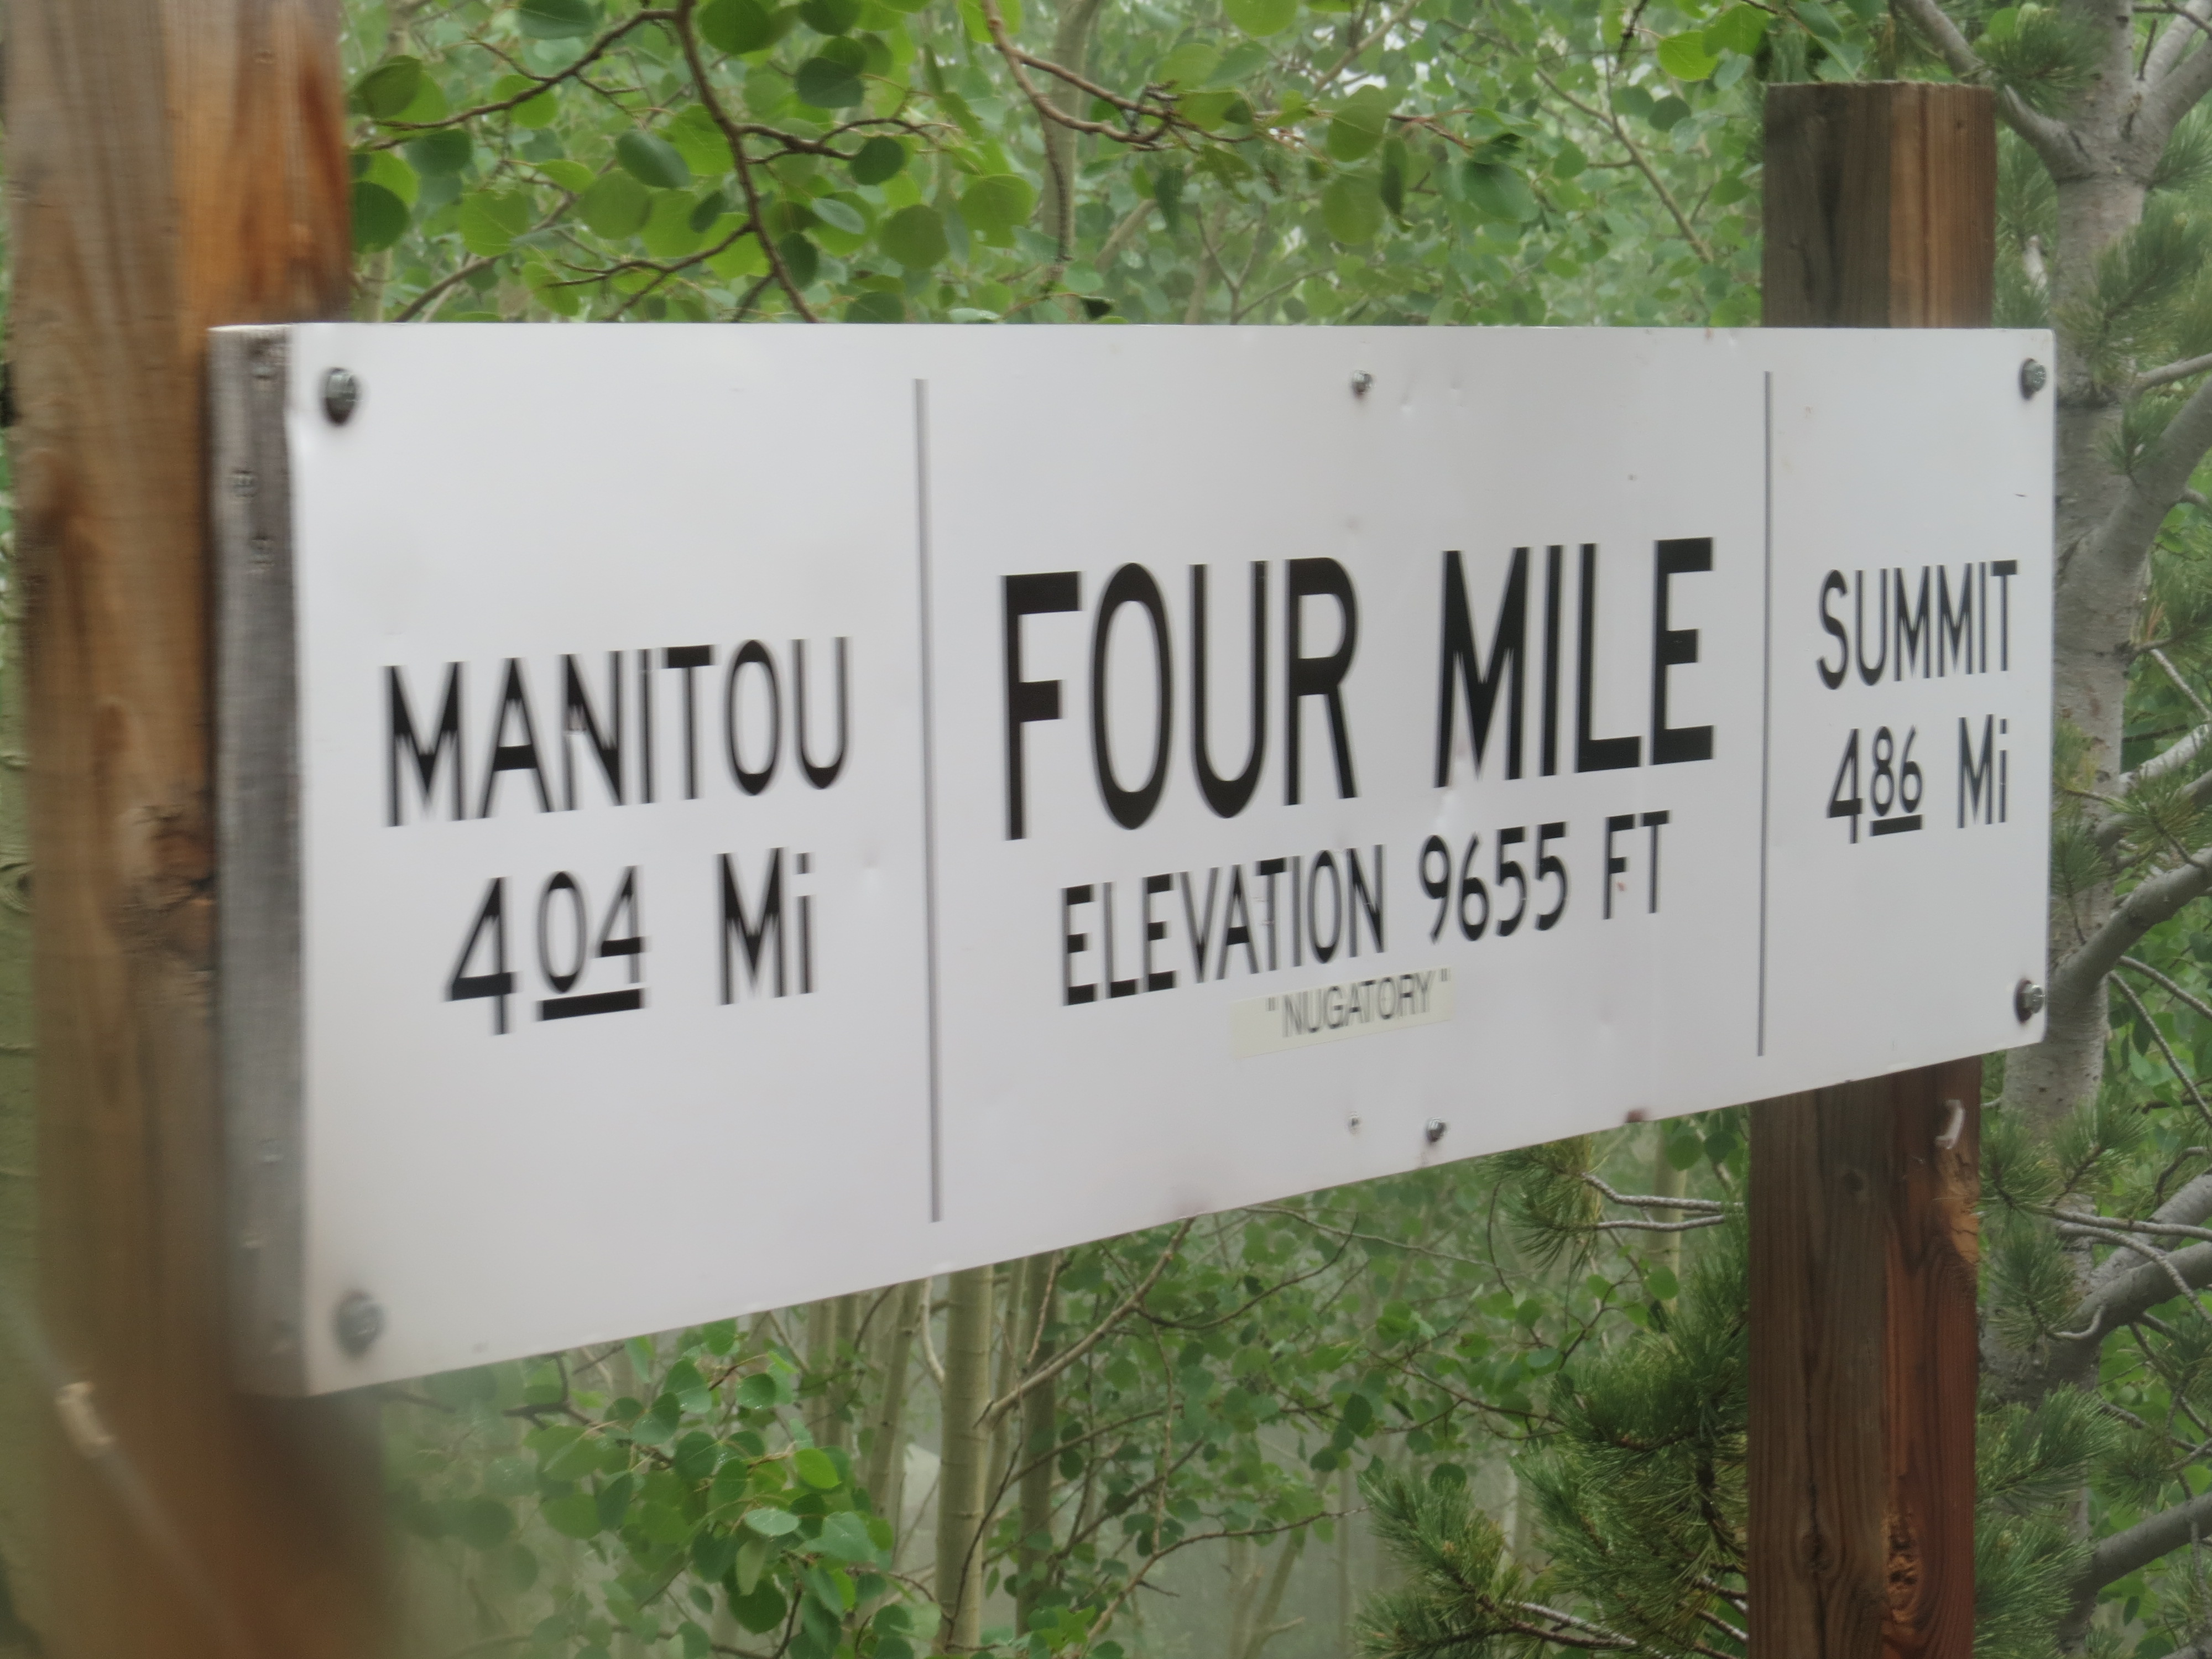 MANITOU
404 Mi
FOUR MILE
ELEVATION 9655 FT
"NUGATORY"
SUMMIT
486 Mi